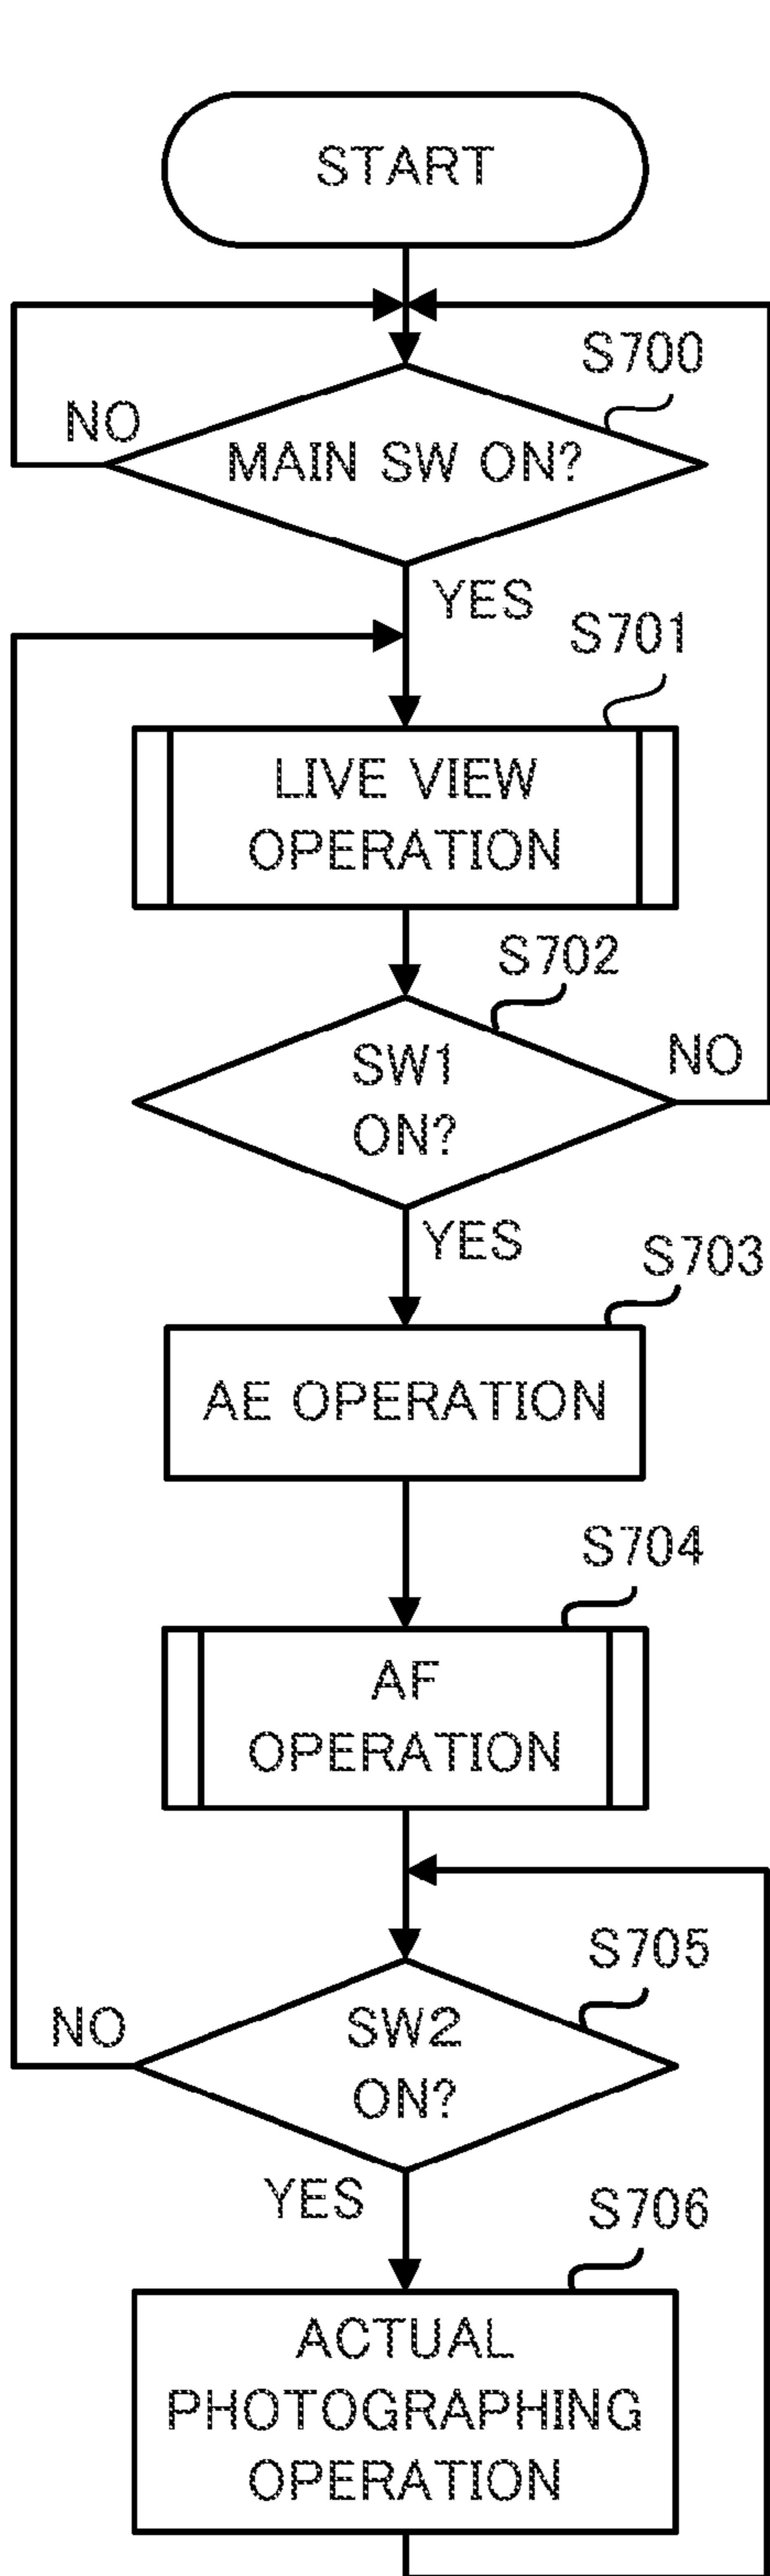 START
S700
NO
MAIN SW ON?
YES
S701
LIVE VIEW
OPERATION
S702
SW1
ON?
NO
YES
S703
AE OPERATION
S704
AF
OPERATION
S705
NO
SW2
ON?
YES
S706
ACTUAL
PHOTOGRAPHING
OPERATION